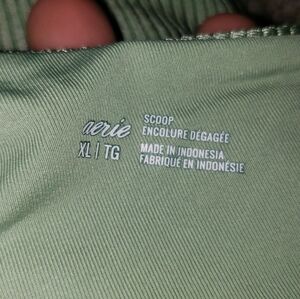 aerie
XL | TG
SCOOP
ENCOLURE DÉGAGÉE
MADE IN INDONESIA
FABRIQUÉ EN INDONÉSIE